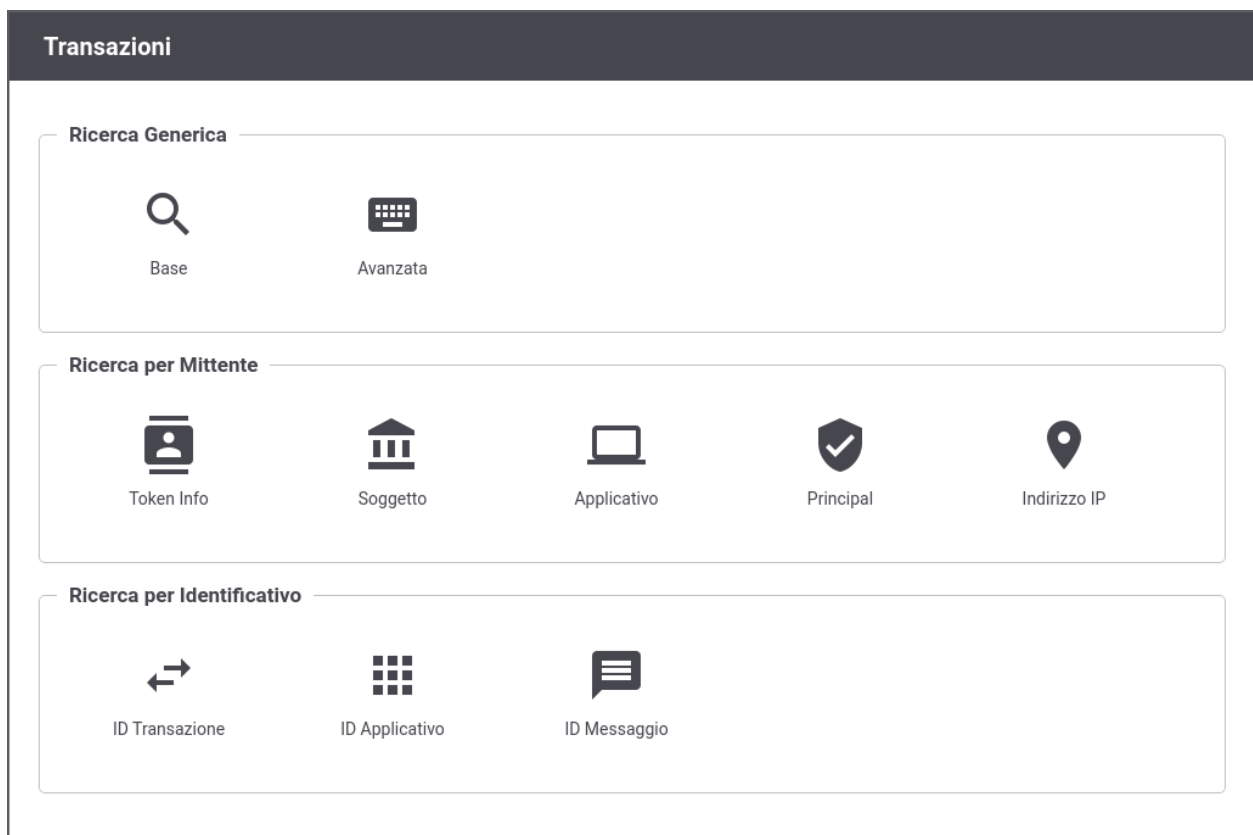 Transazioni
Ricerca Generica
Base Avanzata
Ricerca per Mittente
Token Info Soggetto Applicativo Principal Indirizzo IP
Ricerca per Identificativo
ID Transazione ID Applicativo ID Messaggio